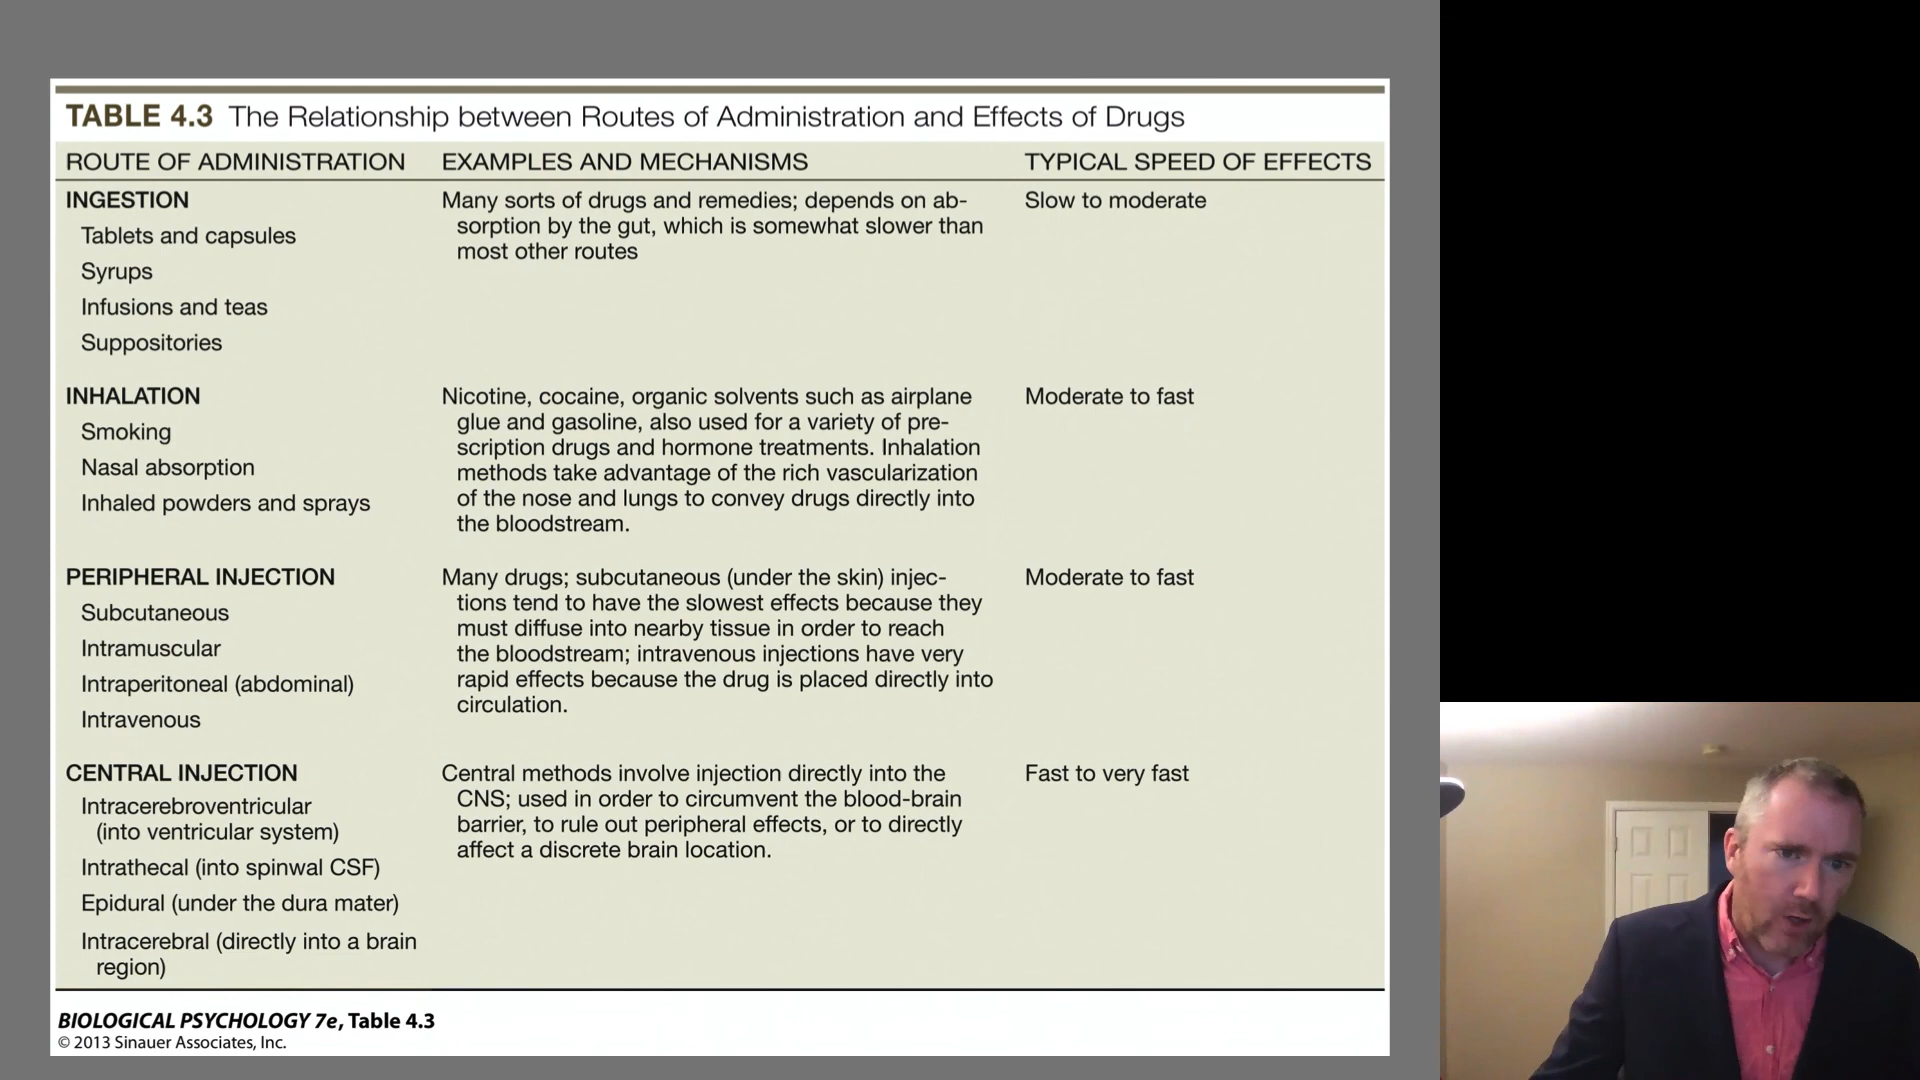 TABLE 4.3 The Relationship between Routes of Administration and Effects of Drugs
ROUTE OF ADMINISTRATION EXAMPLES AND MECHANISMS TYPICAL SPEED OF EFFECTS
INGESTION
Tablets and capsules
Syrups
Infusions and teas
Suppositories
Many sorts of drugs and remedies; depends on ab-
sorption by the gut, which is somewhat slower than
most other routes
Slow to moderate
INHALATION
Smoking
Nasal absorption
Inhaled powders and sprays
Nicotine, cocaine, organic solvents such as airplane
glue and gasoline, also used for a variety of pre-
scription drugs and hormone treatments. Inhalation
methods take advantage of the rich vascularization
of the nose and lungs to convey drugs directly into
the bloodstream.
Moderate to fast
PERIPHERAL INJECTION
Subcutaneous
Intramuscular
Intraperitoneal (abdominal)
Intravenous
Many drugs; subcutaneous (under the skin) injec-
tions tend to have the slowest effects because they
must diffuse into nearby tissue in order to reach
the bloodstream; intravenous injections have very
rapid effects because the drug is placed directly into
circulation.
Moderate to fast
CENTRAL INJECTION
Intracerebroventricular
(into ventricular system)
Intrathecal (into spinwal CSF)
Epidural (under the dura mater)
Intracerebral (directly into a brain
region)
Central methods involve injection directly into the
CNS; used in order to circumvent the blood-brain
barrier, to rule out peripheral effects, or to directly
affect a discrete brain location.
Fast to very fast
BIOLOGICAL PSYCHOLOGY 7e, Table 4.3
© 2013 Sinauer Associates, Inc.